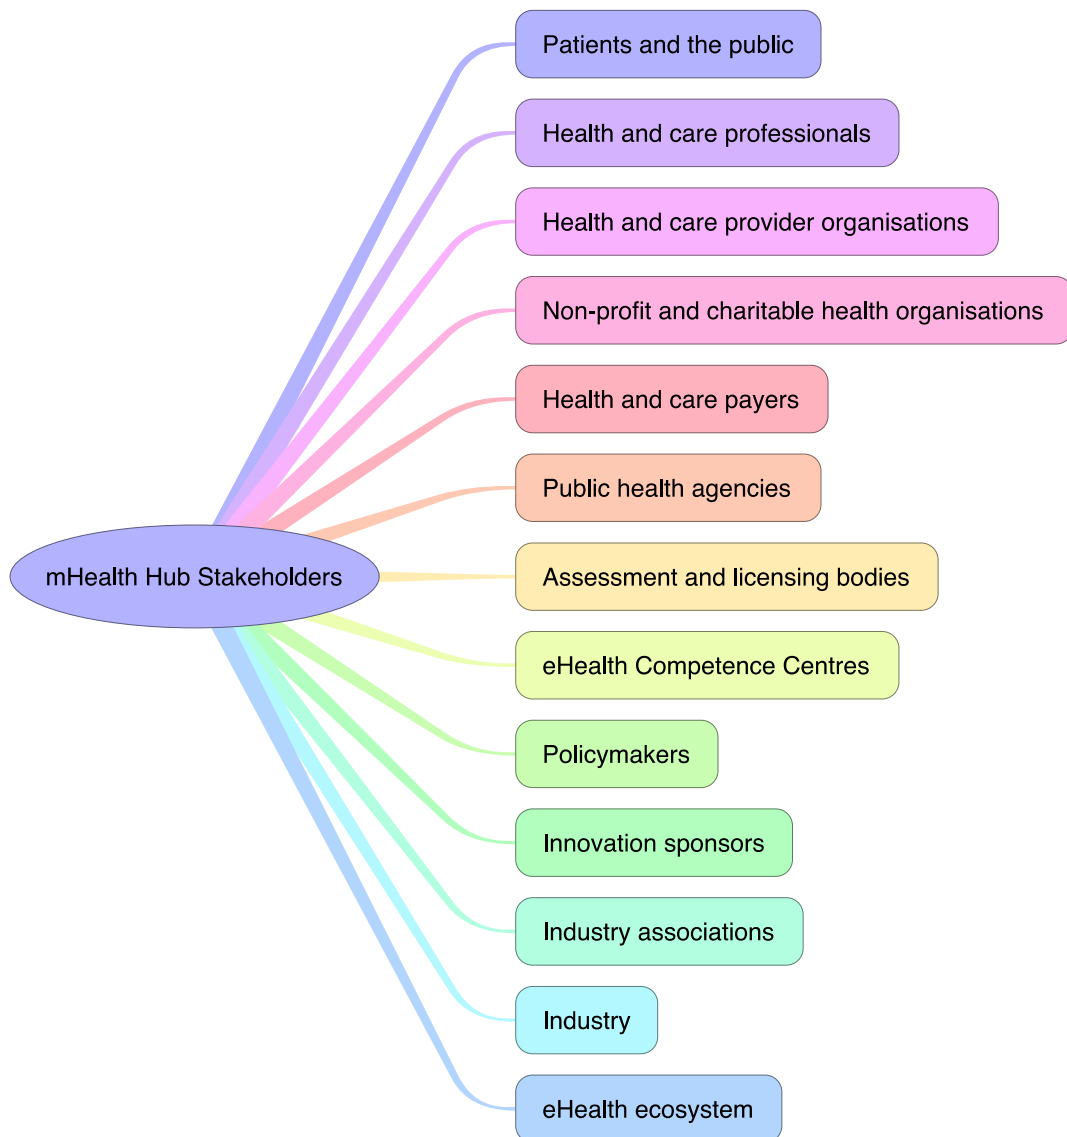 Patients and the public
Health and care professionals
Health and care provider organisations
Non-profit and charitable health organisations
Health and care payers
Public health agencies
mHealth Hub Stakeholders
Assessment and licensing bodies
eHealth Competence Centres
Policymakers
Innovation sponsors
Industry associations
Industry
eHealth ecosystem